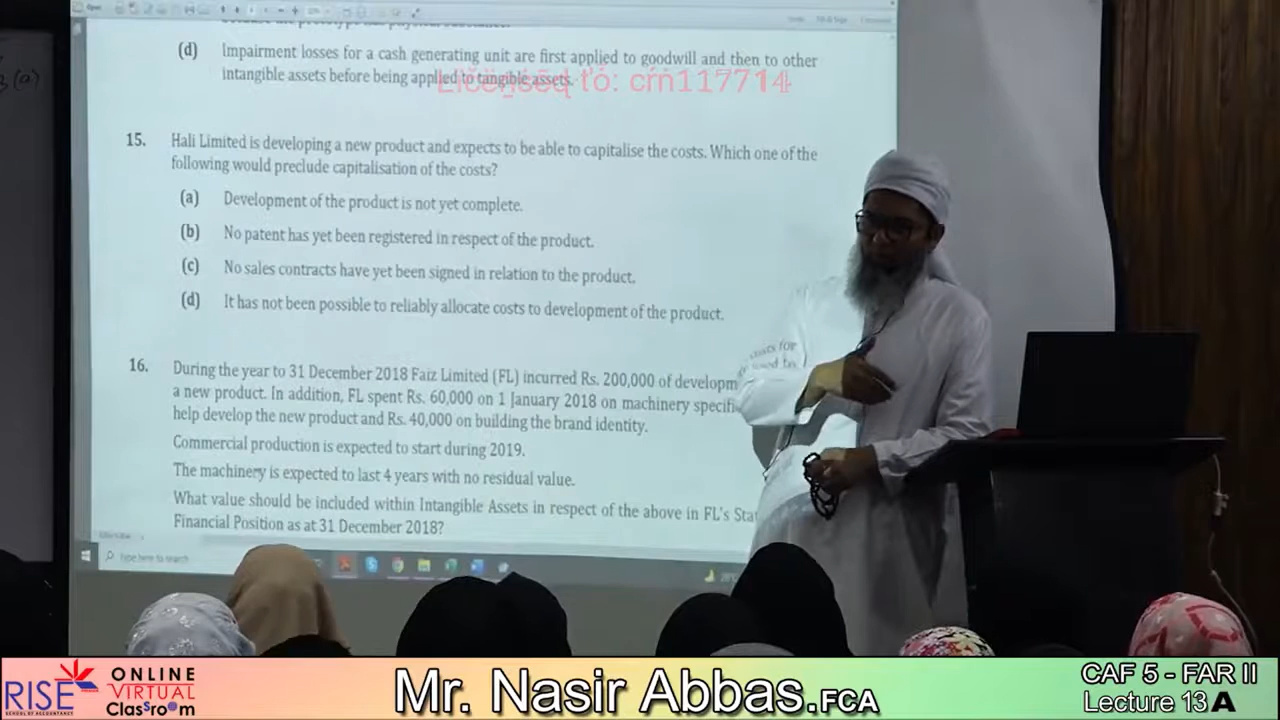 (d) Impairment losses for a cash generating unit are first applied to goodwill and then to other
intangible assets before being applied to tangible assets.
15. Hali Limited is developing a new product and expects to be able to capitalise the costs. Which one of the
following would preclude capitalisation of the costs?
(a) Development of the product is not yet complete.
(b) No patent has yet been registered in respect of the product.
(c) No sales contracts have yet been signed in relation to the product.
(d) It has not been possible to reliably allocate costs to development of the product.
16. During the year to 31 December 2018 Faiz Limited (FL) incurred Rs. 200,000 of developm
costs for
a new product. In addition, FL spent Rs. 60,000 on 1 January 2018 on machinery specifi
used to
help develop the new product and Rs. 40,000 on building the brand identity.
Commercial production is expected to start during 2019.
The machinery is expected to last 4 years with no residual value.
What value should be included within Intangible Assets in respect of the above in FL's Sta
Financial Position as at 31 December 2018?
Type here to search
RISE
ONLINE
VIRTUAL
Classroom
Mr. Nasir Abbas.FCA
CAF 5 - FAR II
Lecture 13 A